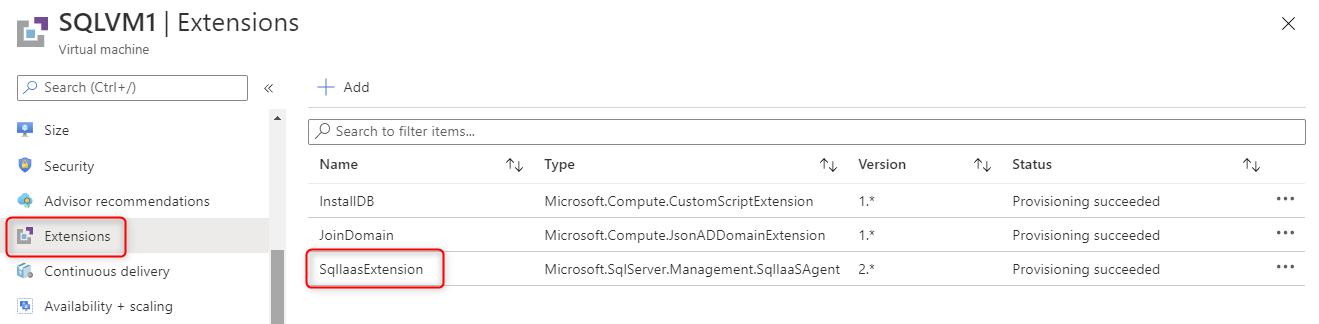 SQLVM1 | Extensions
Virtual machine
Search (Ctrl+/)
«
Add
Size
Security
Advisor recommendations
Extensions
Continuous delivery
Availability + scaling
Search to filter items...
Name Type Version Status
InstallDB Microsoft.Compute.CustomScriptExtension 1.* Provisioning succeeded
JoinDomain Microsoft.Compute.JsonADDomainExtension 1.* Provisioning succeeded
SqlIaasExtension Microsoft.SqlServer.Management.SqlIaaSAgent 2.* Provisioning succeeded